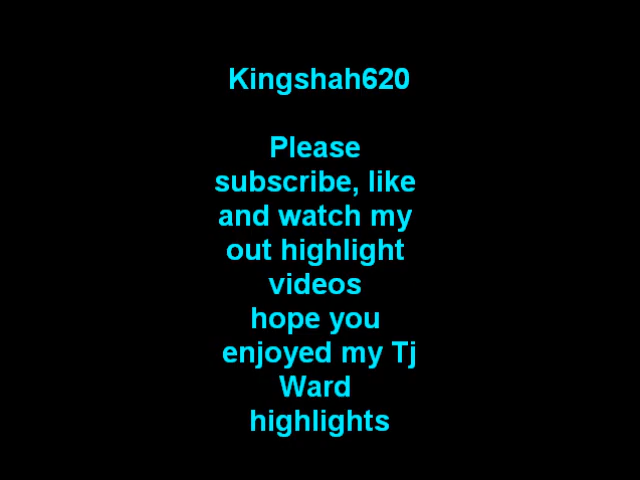 Kingshah620
Please
subscribe, like
and watch my
out highlight
videos
hope you
enjoyed my Tj
Ward
highlights